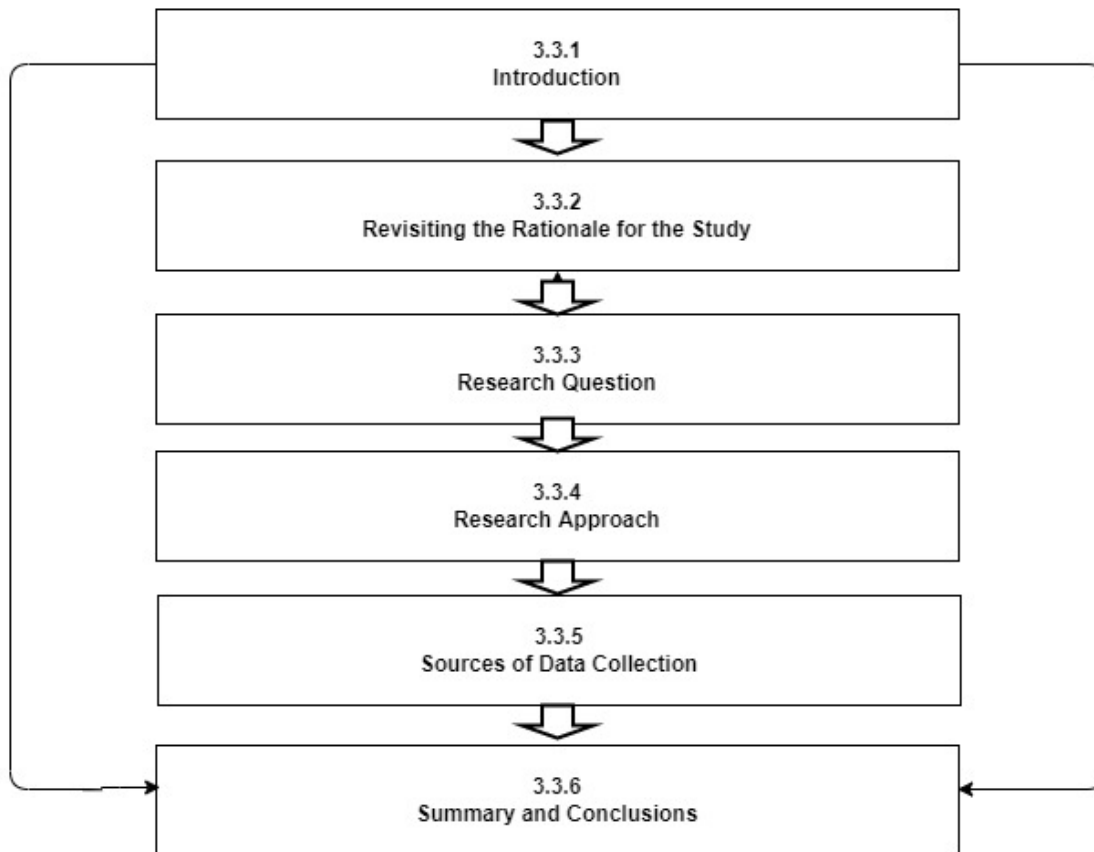 3.3.1
Introduction
3.3.2
Revisiting the Rationale for the Study
3.3.3
Research Question
3.3.4
Research Approach
3.3.5
Sources of Data Collection
3.3.6
Summary and Conclusions